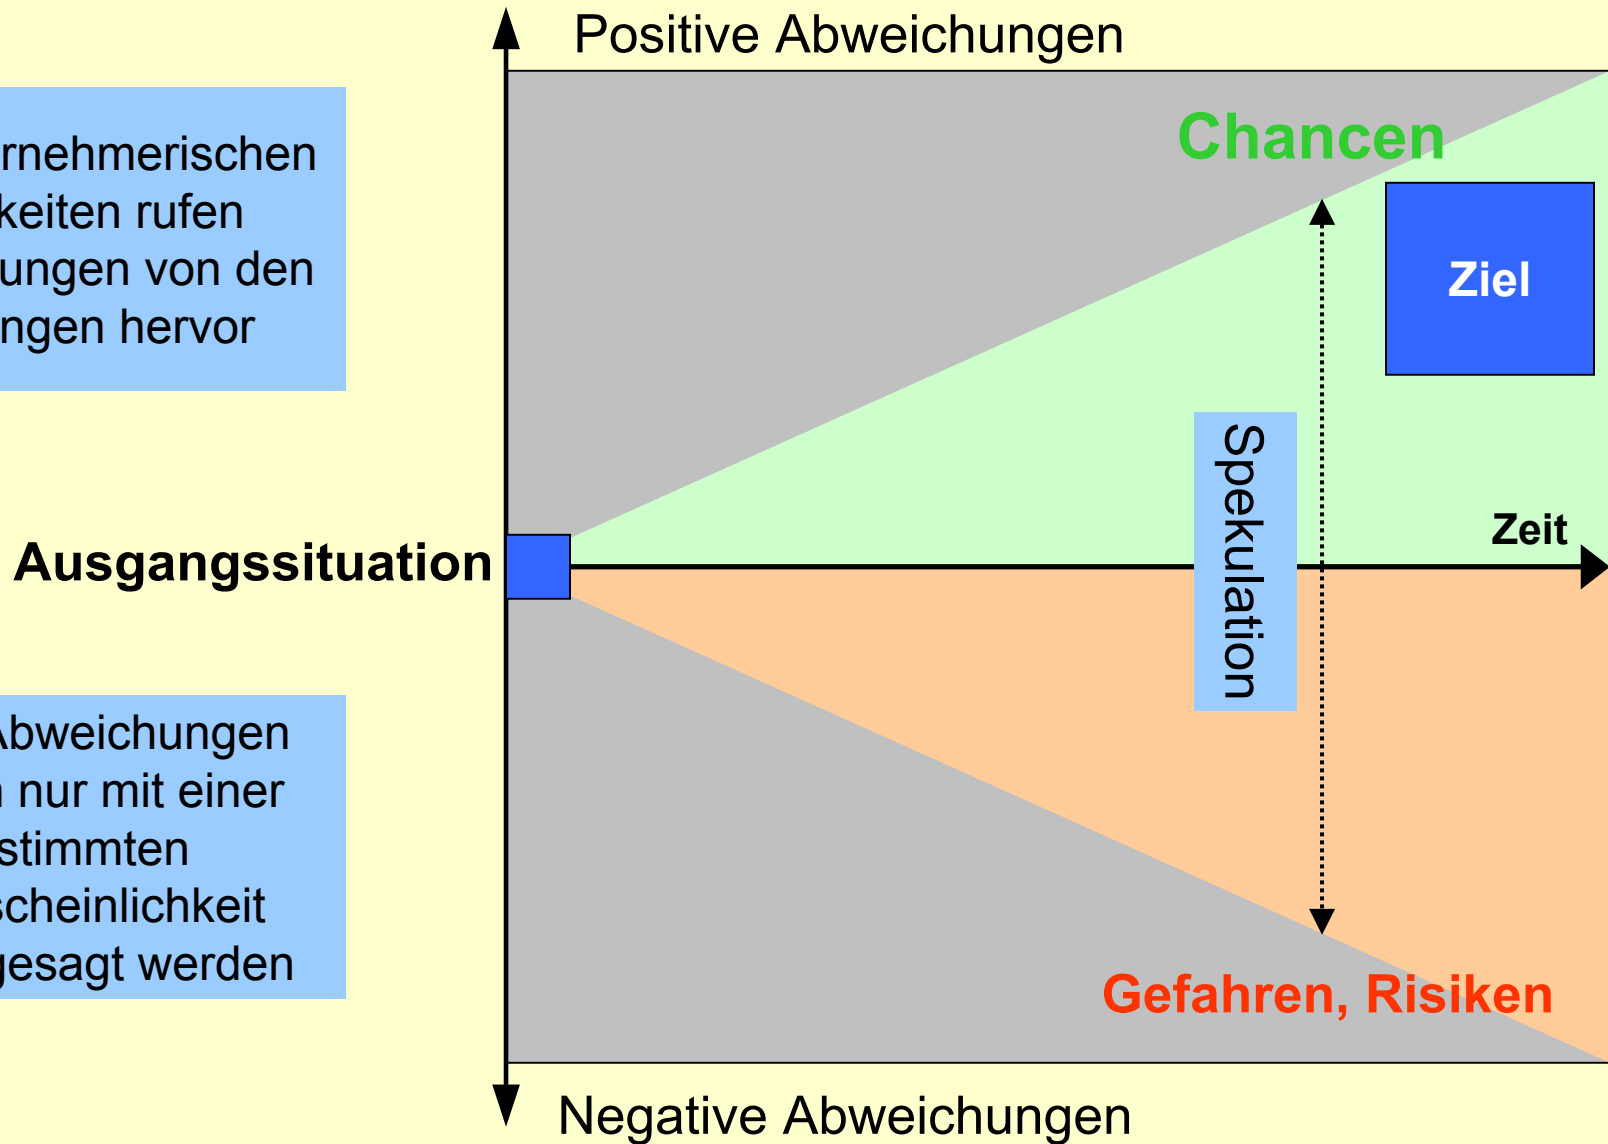 Positive Abweichungen
rnehmerischen
keiten rufen
ungen von den
ngen hervor
Chancen
Ziel
Spekulation
Zeit
Ausgangssituation
Abweichungen
nur mit einer
stimmten
scheinlichkeit
gesagt werden
Gefahren, Risiken
Negative Abweichungen